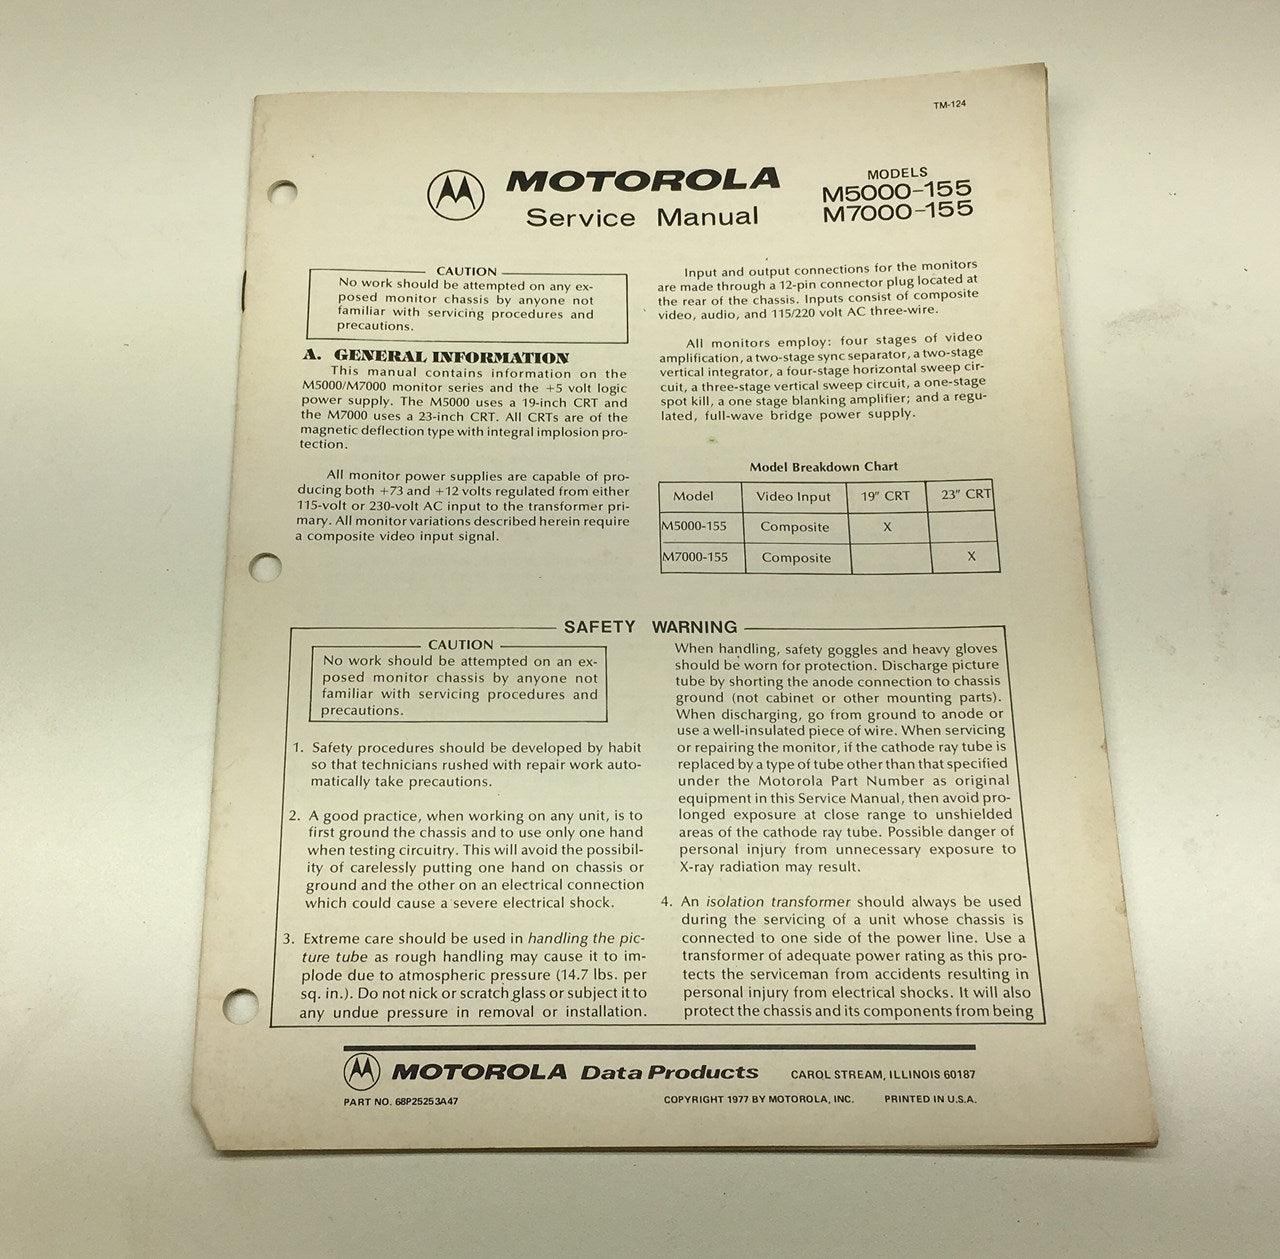 TM-124
MOTOROLA
Service Manual
MODELS
M5000-155
M7000-155
CAUTION
No work should be attempted on any ex-
posed monitor chassis by anyone not
familiar with servicing procedures and
precautions.
A. GENERAL INFORMATION
This manual contains information on the
M5000/M7000 monitor series and the +5 volt logic
power supply. The M5000 uses a 19-inch CRT and
the M7000 uses a 23-inch CRT. All CRTs are of the
magnetic deflection type with integral implosion pro-
tection.
All monitor power supplies are capable of pro-
ducing both +73 and +12 volts regulated from either
115-volt or 230-volt AC input to the transformer pri-
mary. All monitor variations described herein require
a composite video input signal.
Input and output connections for the monitors
are made through a 12-pin connector plug located at
the rear of the chassis. Inputs consist of composite
video, audio, and 115/220 volt AC three-wire.
All monitors employ: four stages of video
amplification, a two-stage sync separator, a two-stage
vertical integrator, a four-stage horizontal sweep cir-
cuit, a three-stage vertical sweep circuit, a one-stage
spot kill, a one stage blanking amplifier; and a regu-
lated, full-wave bridge power supply.
Model Breakdown Chart
Model Video Input 19″ CRT 23″ CRT
M5000-155 Composite X
M7000-155 Composite X
SAFETY WARNING
CAUTION
No work should be attempted on an ex-
posed monitor chassis by anyone not
familiar with servicing procedures and
precautions.
1. Safety procedures should be developed by habit
so that technicians rushed with repair work auto-
matically take precautions.
2. A good practice, when working on any unit, is to
first ground the chassis and to use only one hand
when testing circuitry. This will avoid the possibil-
ity of carelessly putting one hand on chassis or
ground and the other on an electrical connection
which could cause a severe electrical shock.
3. Extreme care should be used in handling the pic-
ture tube as rough handling may cause it to im-
plode due to atmospheric pressure (14.7 lbs. per
sq. in.). Do not nick or scratch glass or subject it to
any undue pressure in removal or installation.
When handling, safety goggles and heavy gloves
should be worn for protection. Discharge picture
tube by shorting the anode connection to chassis
ground (not cabinet or other mounting parts).
When discharging, go from ground to anode or
use a well-insulated piece of wire. When servicing
or repairing the monitor, if the cathode ray tube is
replaced by a type of tube other than that specified
under the Motorola Part Number as original
equipment in this Service Manual, then avoid pro-
longed exposure at close range to unshielded
areas of the cathode ray tube. Possible danger of
personal injury from unnecessary exposure to
X-ray radiation may result.
4. An isolation transformer should always be used
during the servicing of a unit whose chassis is
connected to one side of the power line. Use a
transformer of adequate power rating as this pro-
tects the serviceman from accidents resulting in
personal injury from electrical shocks. It will also
protect the chassis and its components from being
MOTOROLA Data Products CAROL STREAM, ILLINOIS 60187
PART NO. 68P25253A47 COPYRIGHT 1977 BY MOTOROLA, INC. PRINTED IN U.S.A.